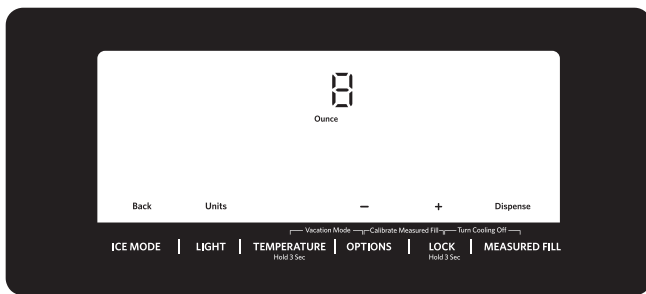 8
Ounce
Back Units - + Dispense
Vacation Mode Calibrate Measured Fill Turn Cooling Off
ICE MODE | LIGHT | TEMPERATURE | OPTIONS | LOCK | MEASURED FILL
Hold 3 Sec Hold 3 Sec